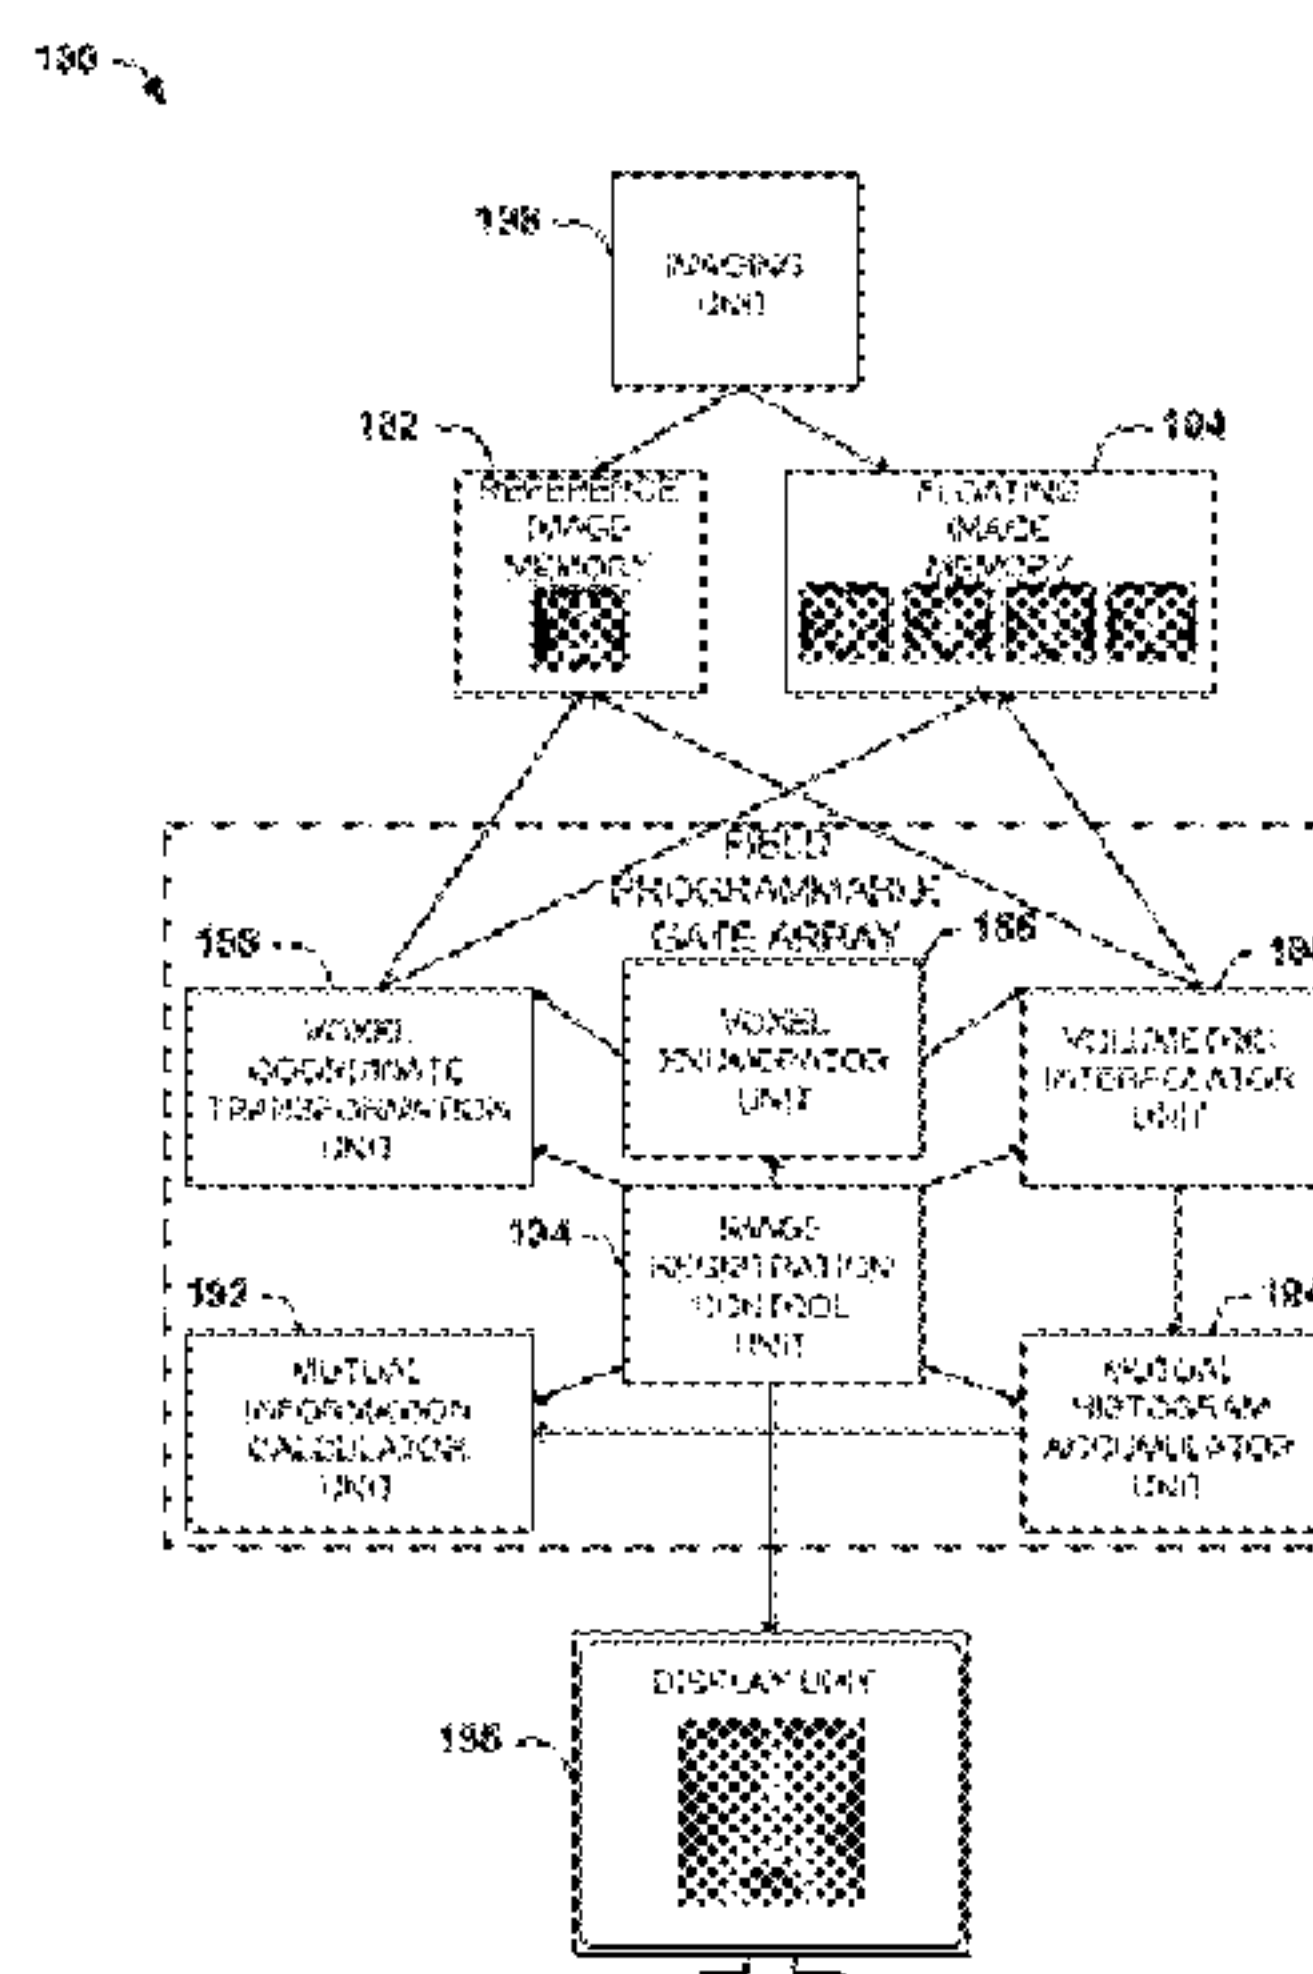 IMAGING
UNIT
REFERENCE
IMAGE
MEMORY
FLOATING
IMAGE
MEMORY
FIELD
PROGRAMMABLE
GATE ARRAY
VOXEL
COORDINATE
TRANSFORMATION
UNIT
VOXEL
ENUMERATOR
UNIT
VOLUMETRIC
INTERPOLATOR
UNIT
IMAGE
REGISTRATION
CONTROL
UNIT
MUTUAL
INFORMATION
CALCULATOR
UNIT
MUTUAL
HISTOGRAM
ACCUMULATOR
UNIT
DISPLAY UNIT